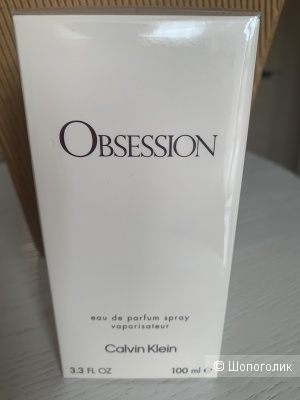 OBSESSION
eau de parfum spray
vaporisateur
Calvin Klein
3.3 FL OZ 100 ml e
© Шопоголик